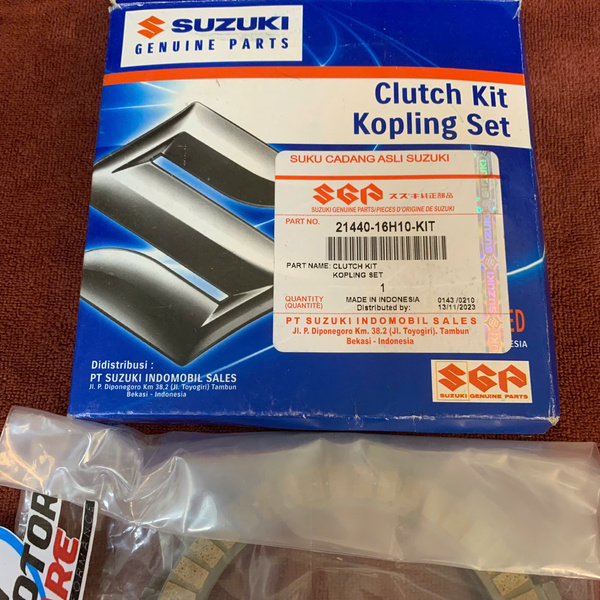 SUZUKI
GENUINE PARTS
Clutch Kit
Kopling Set
SUKU CADANG ASLI SUZUKI
SGP スズキ純正部品
SUZUKI GENUINE PARTS/PIECES D'ORIGINE DE SUZUKI
PART NO. 21440-16H10-KIT
PART NAME: CLUTCH KIT
KOPLING SET
1
QUANTITY MADE IN INDONESIA 0143 /0210
(QUANTITÉ) Distributed by: 13/11/2023
PT SUZUKI INDOMOBIL SALES
Jl. P. Diponegoro Km. 38.2 (Jl. Toyogiri). Tambun
Bekasi - Indonesia
Didistribusi :
PT SUZUKI INDOMOBIL SALES
Jl. P. Diponegoro Km 38,2 (Jl. Toyogiri) Tambun
Bekasi - Indonesia
SGP
SUZUKI GENUINE PARTS